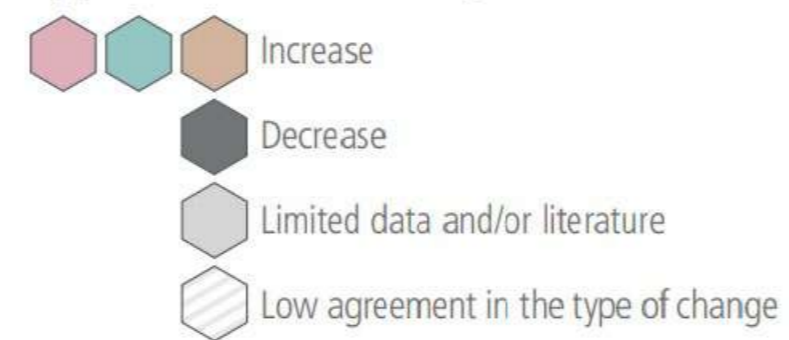 Increase
Decrease
Limited data and/or literature
Low agreement in the type of change